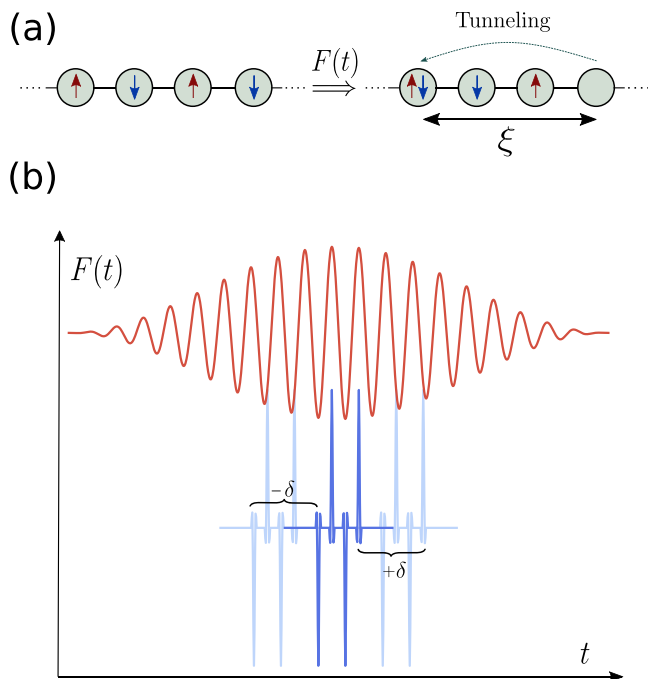 (a)
Tunneling
F(t)
ξ
(b)
F(t)
−δ
+δ
t